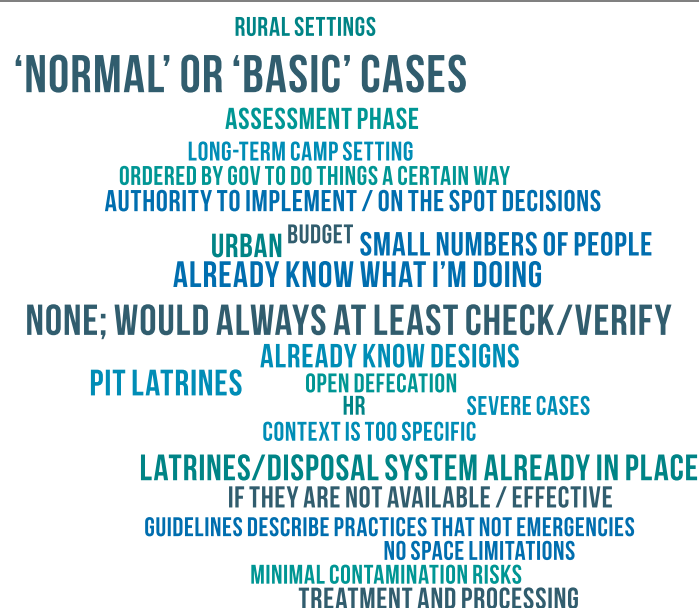 RURAL SETTINGS
‘NORMAL’ OR ‘BASIC’ CASES
ASSESSMENT PHASE
LONG-TERM CAMP SETTING
ORDERED BY GOV TO DO THINGS A CERTAIN WAY
AUTHORITY TO IMPLEMENT / ON THE SPOT DECISIONS
URBAN BUDGET SMALL NUMBERS OF PEOPLE
ALREADY KNOW WHAT I’M DOING
NONE; WOULD ALWAYS AT LEAST CHECK/VERIFY
ALREADY KNOW DESIGNS
PIT LATRINES OPEN DEFECATION
HR SEVERE CASES
CONTEXT IS TOO SPECIFIC
LATRINES/DISPOSAL SYSTEM ALREADY IN PLACE
IF THEY ARE NOT AVAILABLE / EFFECTIVE
GUIDELINES DESCRIBE PRACTICES THAT NOT EMERGENCIES
NO SPACE LIMITATIONS
MINIMAL CONTAMINATION RISKS
TREATMENT AND PROCESSING